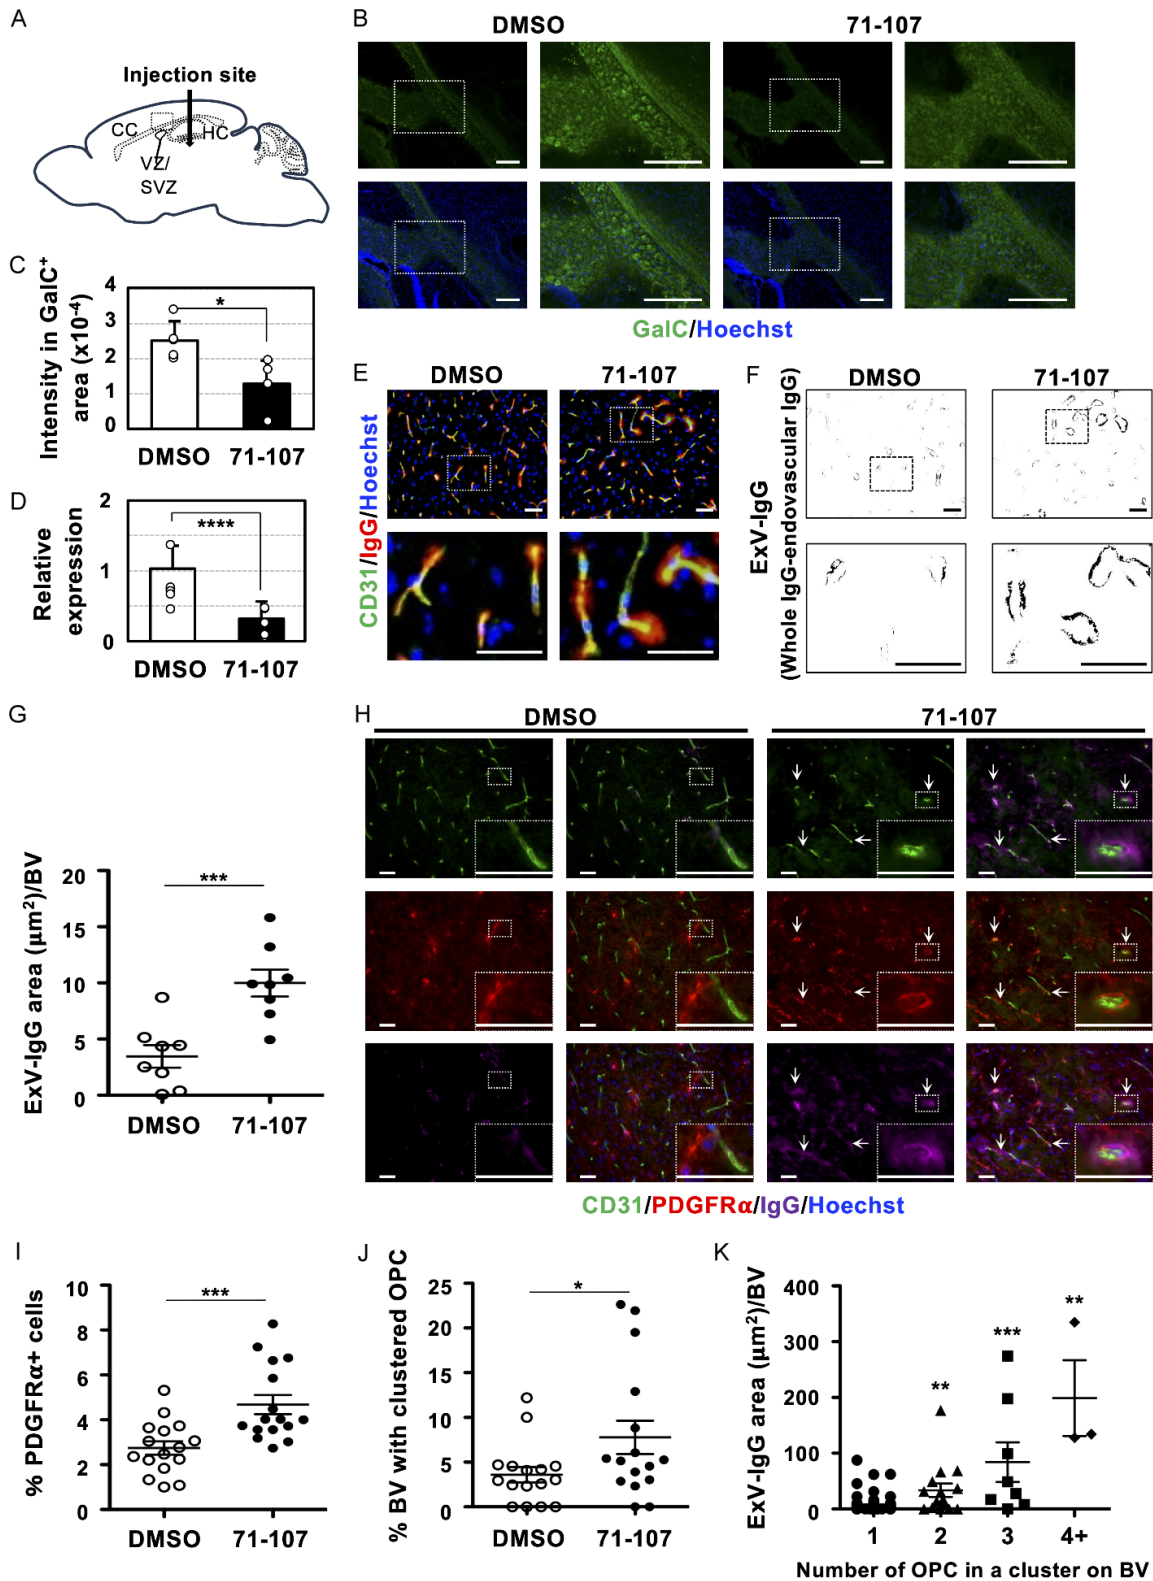 A
Injection site
CC
HC
VZ/
SVZ
B
DMSO
71-107
GalC/Hoechst
C
Intensity in GalC+
area (x10-4)
4
3
2
1
0
*
DMSO
71-107
D
Relative
expression
2
1
0
****
DMSO
71-107
E
DMSO
71-107
CD31/IgG/Hoechst
F
DMSO
71-107
ExV-IgG
(Whole IgG-endovascular IgG)
G
ExV-IgG area (µm2)/BV
20
15
10
5
0
***
DMSO
71-107
H
DMSO
71-107
CD31/PDGFRα/IgG/Hoechst
I
% PDGFRα+ cells
10
8
6
4
2
0
***
DMSO
71-107
J
% BV with clustered OPC
25
20
15
10
5
0
*
DMSO
71-107
K
ExV-IgG area (µm2)/BV
400
300
200
100
0
**
***
**
1
2
3
4+
Number of OPC in a cluster on BV